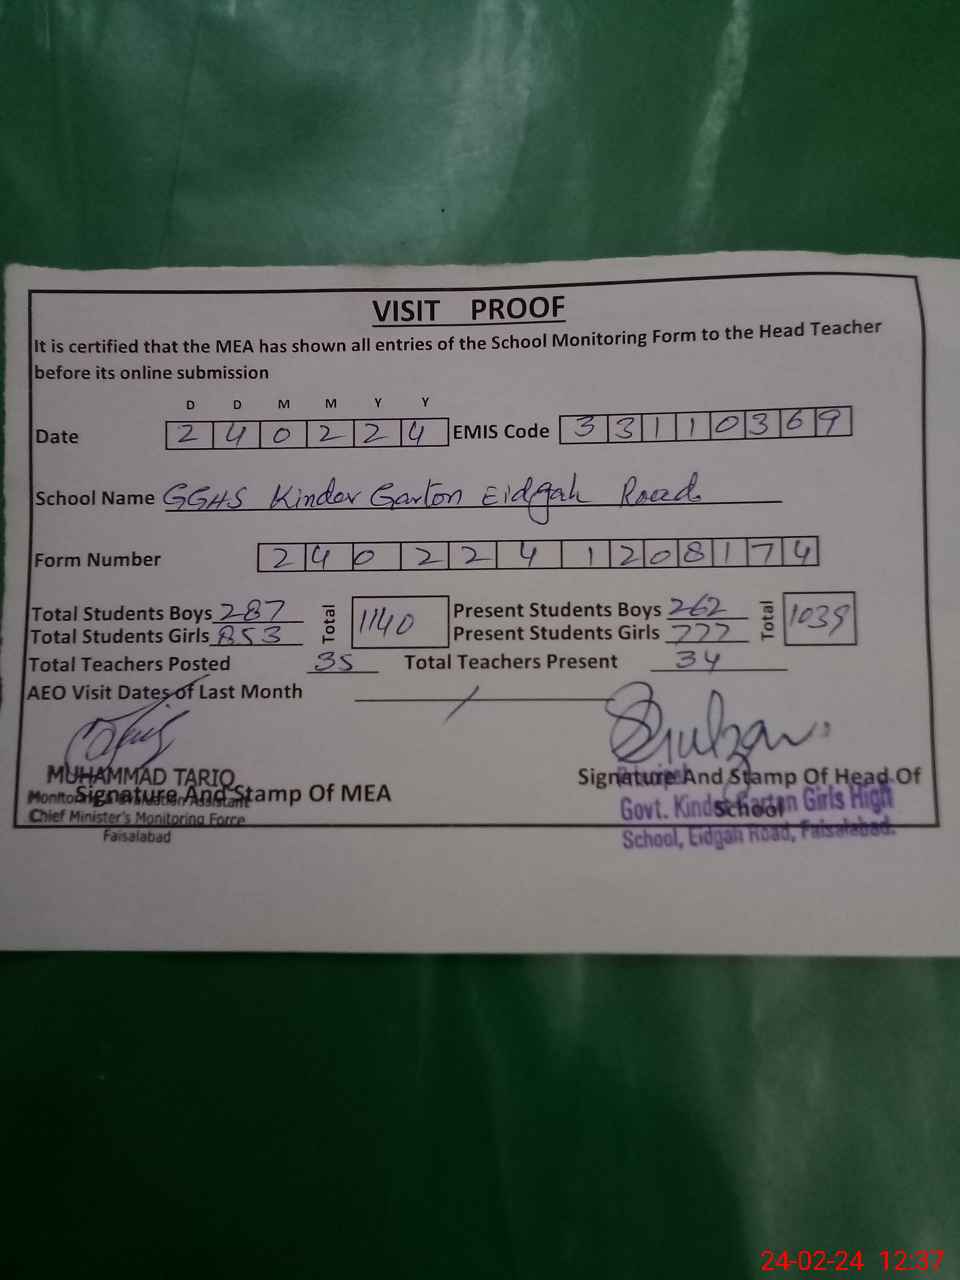 VISIT PROOF
It is certified that the MEA has shown all entries of the School Monitoring Form to the Head Teacher
before its online submission
D D M M Y Y
Date 2 4 0 2 2 4 EMIS Code 3 3 1 1 0 3 6 9
School Name GGHS Kinder Garton Eidgah Road
Form Number 2 4 0 2 2 4 1 2 0 8 1 7 4
Total Students Boys 287 Total 1140 Present Students Boys 262 Total 1039
Total Students Girls 853 Present Students Girls 777
Total Teachers Posted 35 Total Teachers Present 34
AEO Visit Dates of Last Month /
MUHAMMAD TARIQ
Signature And Stamp Of MEA
Monitoring & Evaluation Assistant
Chief Minister's Monitoring Force
Faisalabad
Signature And Stamp Of Head Of
School
Govt. Kinder Garton Girls High
School, Eidgah Road, Faisalabad.
24-02-24 12:37